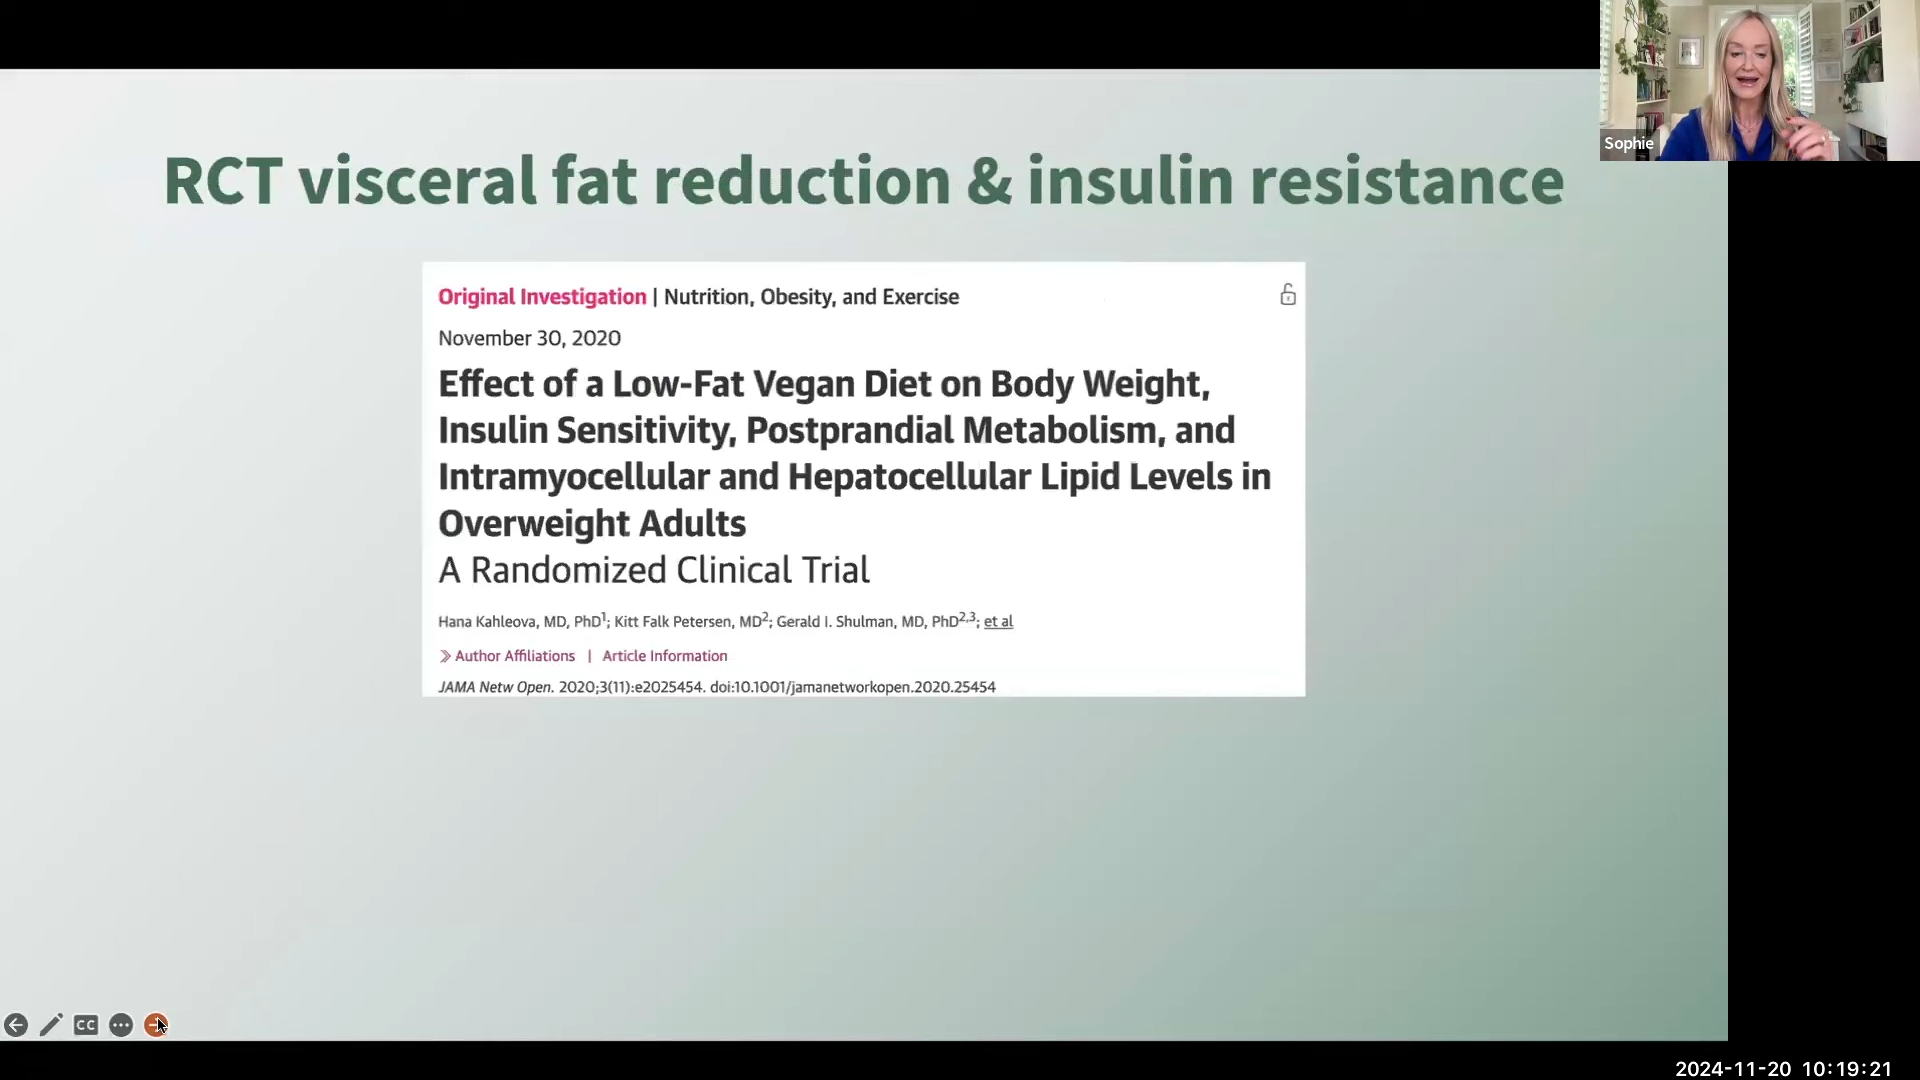 Sophie
RCT visceral fat reduction & insulin resistance
Original Investigation | Nutrition, Obesity, and Exercise
November 30, 2020
Effect of a Low-Fat Vegan Diet on Body Weight,
Insulin Sensitivity, Postprandial Metabolism, and
Intramyocellular and Hepatocellular Lipid Levels in
Overweight Adults
A Randomized Clinical Trial
Hana Kahleova, MD, PhD1; Kitt Falk Petersen, MD2; Gerald I. Shulman, MD, PhD2,3; et al
Author Affiliations | Article Information
JAMA Netw Open. 2020;3(11):e2025454. doi:10.1001/jamanetworkopen.2020.25454
CC
2024-11-20 10:19:21